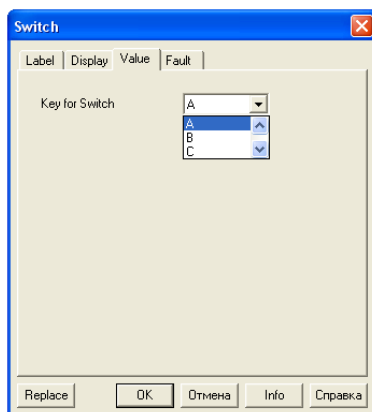 Switch
Label Display Value Fault
Key for Switch A
A
B
C
Replace OK Отмена Info Справка